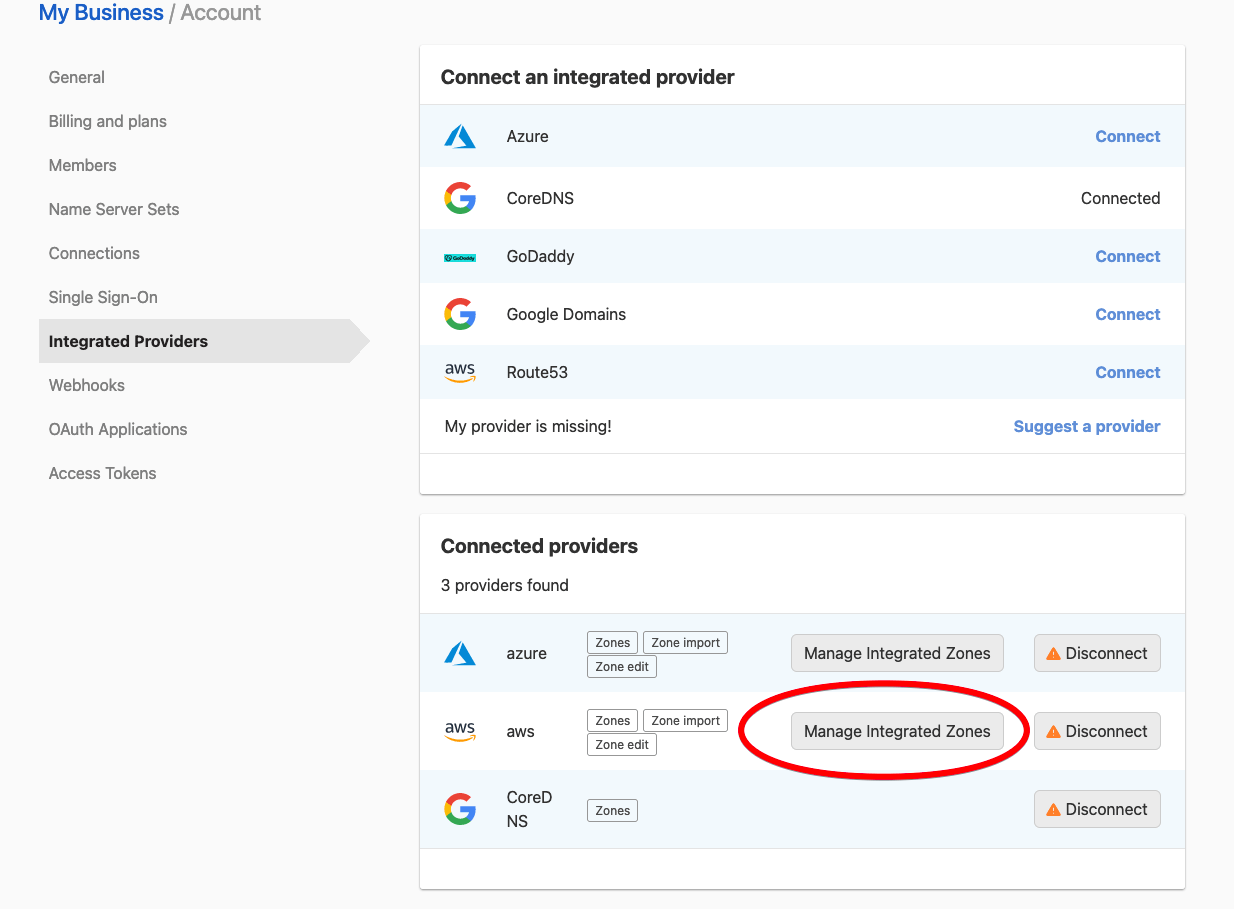 My Business / Account
General
Billing and plans
Members
Name Server Sets
Connections
Single Sign-On
Integrated Providers
Webhooks
OAuth Applications
Access Tokens
Connect an integrated provider
Azure Connect
CoreDNS Connected
GoDaddy GoDaddy Connect
Google Domains Connect
aws Route53 Connect
My provider is missing! Suggest a provider
Connected providers
3 providers found
azure Zones Zone import Manage Integrated Zones Disconnect
Zone edit
aws aws Zones Zone import Manage Integrated Zones Disconnect
Zone edit
CoreD Zones Disconnect
NS